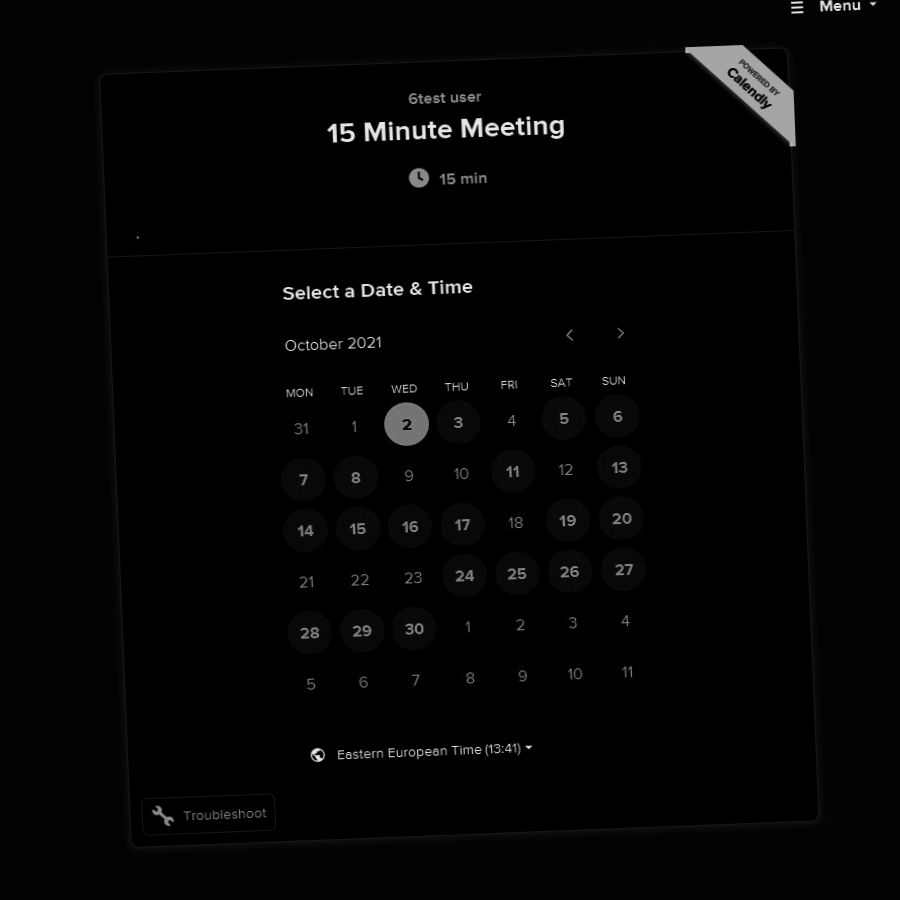 Menu
POWERED BY
Calendly
6test user
15 Minute Meeting
15 min
Select a Date & Time
October 2021
MON TUE WED THU FRI SAT SUN
31 1 2 3 4 5 6
7 8 9 10 11 12 13
14 15 16 17 18 19 20
21 22 23 24 25 26 27
28 29 30 1 2 3 4
5 6 7 8 9 10 11
Eastern European Time (13:41)
Troubleshoot